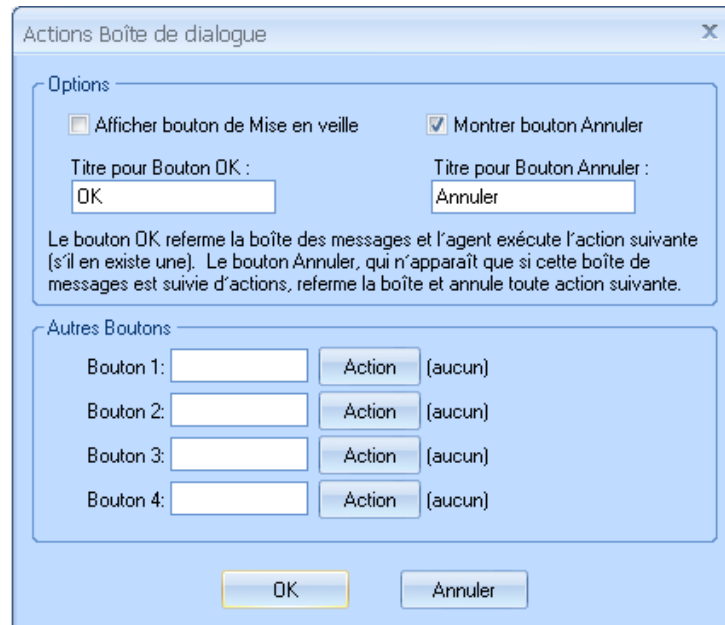 Actions Boîte de dialogue
x
Options
Afficher bouton de Mise en veille
Montrer bouton Annuler
Titre pour Bouton OK :
Titre pour Bouton Annuler :
OK
Annuler
Le bouton OK referme la boîte des messages et l'agent exécute l'action suivante
(s'il en existe une). Le bouton Annuler, qui n'apparaît que si cette boîte de
messages est suivie d'actions, referme la boîte et annule toute action suivante.
Autres Boutons
Bouton 1: Action (aucun)
Bouton 2: Action (aucun)
Bouton 3: Action (aucun)
Bouton 4: Action (aucun)
OK
Annuler